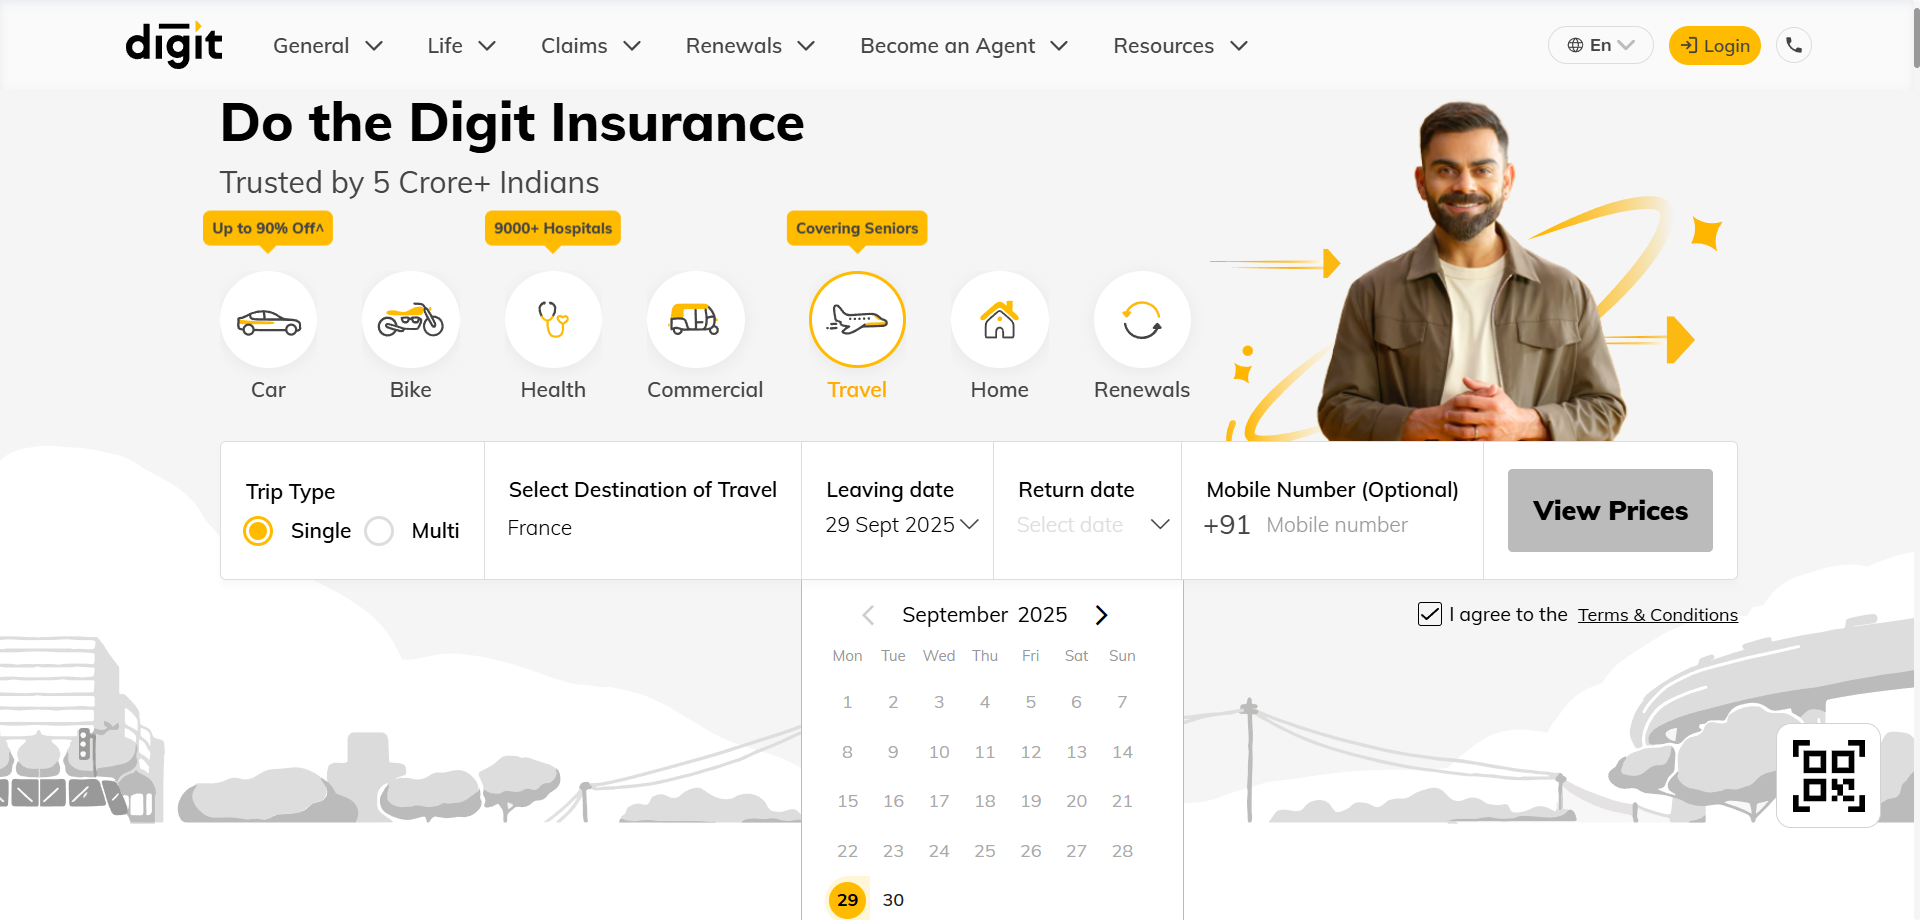 digit
General
Life
Claims
Renewals
Become an Agent
Resources
En
Login
Do the Digit Insurance
Trusted by 5 Crore+ Indians
Up to 90% Off^
9000+ Hospitals
Covering Seniors
Car
Bike
Health
Commercial
Travel
Home
Renewals
Trip Type
Single
Multi
Select Destination of Travel
France
Leaving date
29 Sept 2025
Return date
Select date
Mobile Number (Optional)
+91 Mobile number
View Prices
I agree to the Terms & Conditions
September 2025
Mon Tue Wed Thu Fri Sat Sun
1 2 3 4 5 6 7
8 9 10 11 12 13 14
15 16 17 18 19 20 21
22 23 24 25 26 27 28
29 30